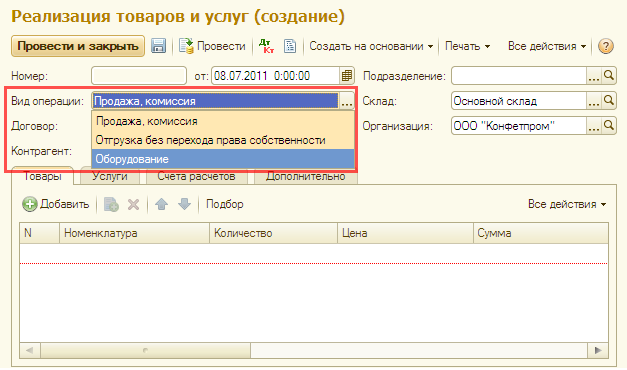 Реализация товаров и услуг (создание)
Провести и закрыть Провести Дт Кт Создать на основании Печать Все действия ?
Номер: от: 08.07.2011 0:00:00 Подразделение: ...
Вид операции: Продажа, комиссия ... Склад: Основной склад ...
Договор: Продажа, комиссия Организация: ООО "Конфетпром" ...
Отгрузка без перехода права собственности
Контрагент: Оборудование
Товары Услуги Счета расчетов Дополнительно
Добавить Подбор Все действия
N Номенклатура Количество Цена Сумма